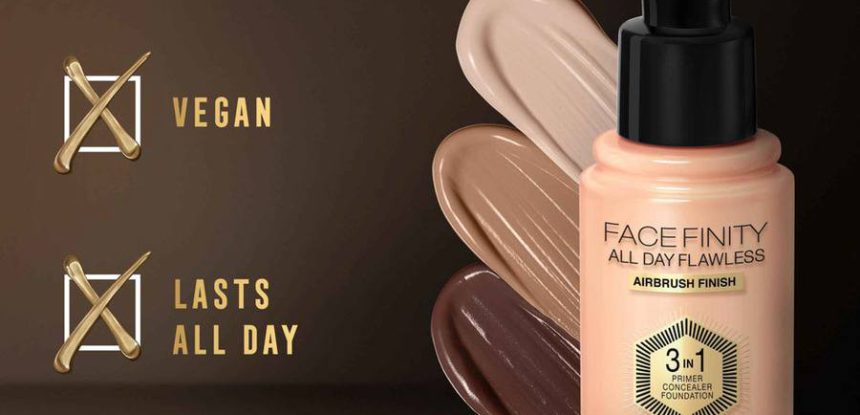 VEGAN
LASTS
ALL DAY
FACEFINITY
ALL DAY FLAWLESS
AIRBRUSH FINISH
3 IN 1
PRIMER
CONCEALER
FOUNDATION